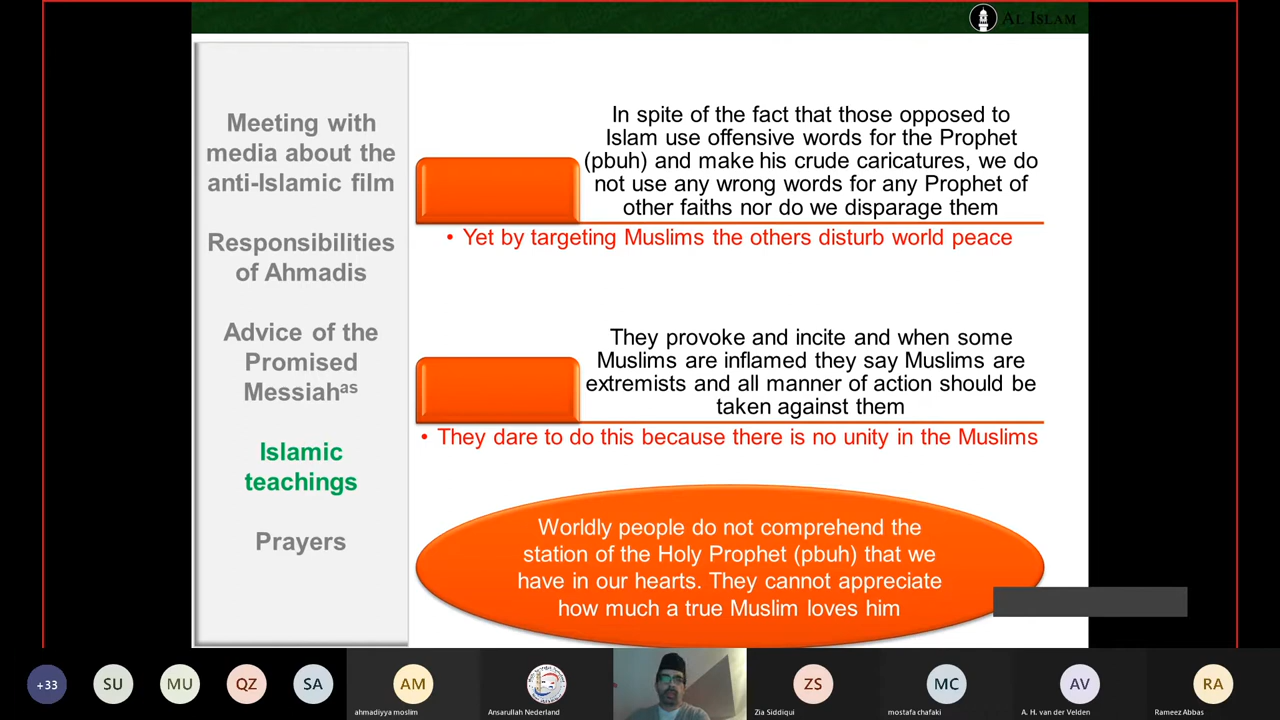 AL ISLAM
Meeting with
media about the
anti-Islamic film
Responsibilities
of Ahmadis
Advice of the
Promised
Messiahas
Islamic
teachings
Prayers
In spite of the fact that those opposed to
Islam use offensive words for the Prophet
(pbuh) and make his crude caricatures, we do
not use any wrong words for any Prophet of
other faiths nor do we disparage them
• Yet by targeting Muslims the others disturb world peace
They provoke and incite and when some
Muslims are inflamed they say Muslims are
extremists and all manner of action should be
taken against them
• They dare to do this because there is no unity in the Muslims
Worldly people do not comprehend the
station of the Holy Prophet (pbuh) that we
have in our hearts. They cannot appreciate
how much a true Muslim loves him
+33
SU
MU
QZ
SA
AM
ZS
MC
AV
RA
ahmadiyya moslim
Ansarullah Nederland
Zia Siddiqui
mostafa chafaki
A. H. van der Velden
Rameez Abbas